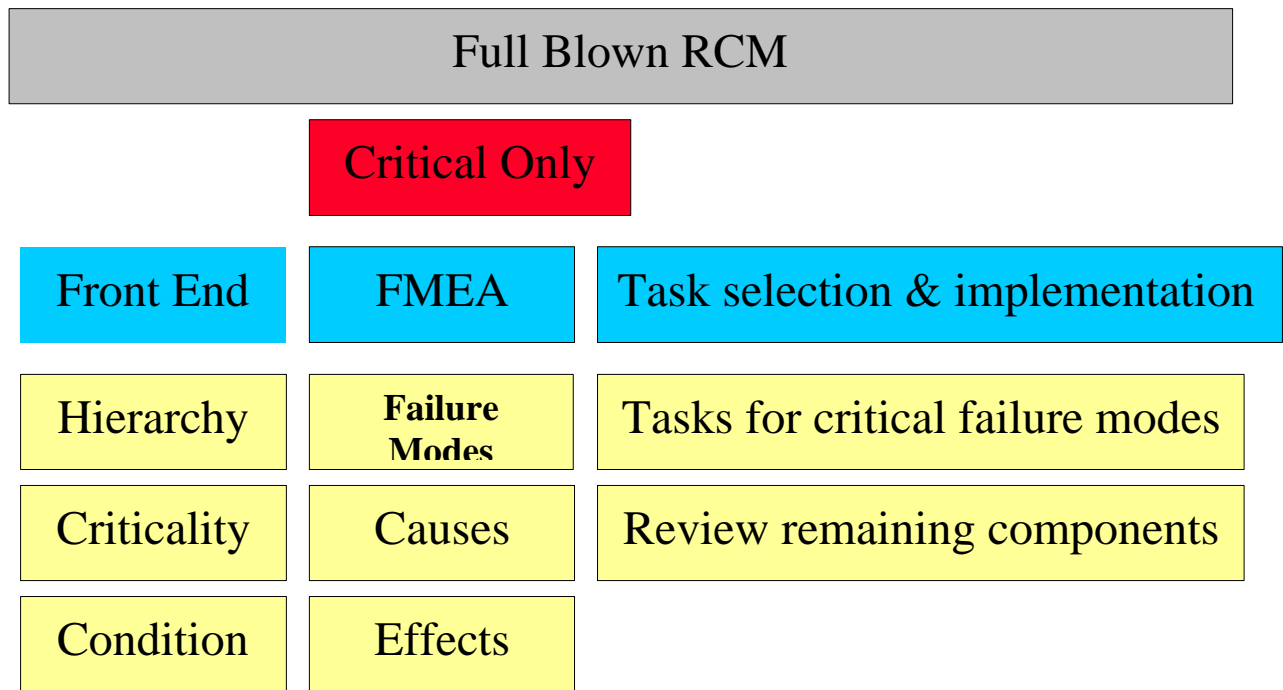 Full Blown RCM
Critical Only
Front End
FMEA
Task selection & implementation
Hierarchy
Failure
Modes
Tasks for critical failure modes
Criticality
Causes
Review remaining components
Condition
Effects